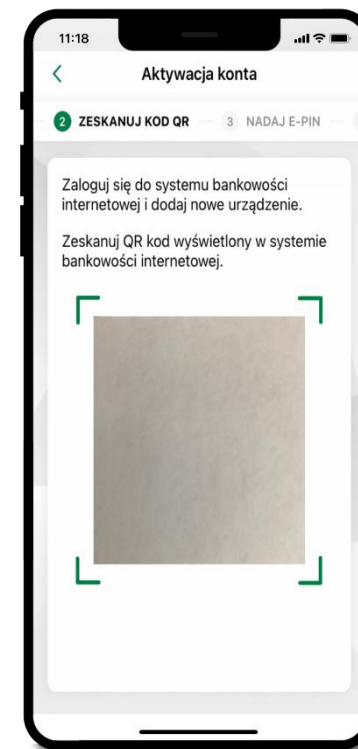 11:18
Aktywacja konta
2 ZESKANUJ KOD QR 3 NADAJ E-PIN
Zaloguj się do systemu bankowości
internetowej i dodaj nowe urządzenie.
Zeskanuj QR kod wyświetlony w systemie
bankowości internetowej.